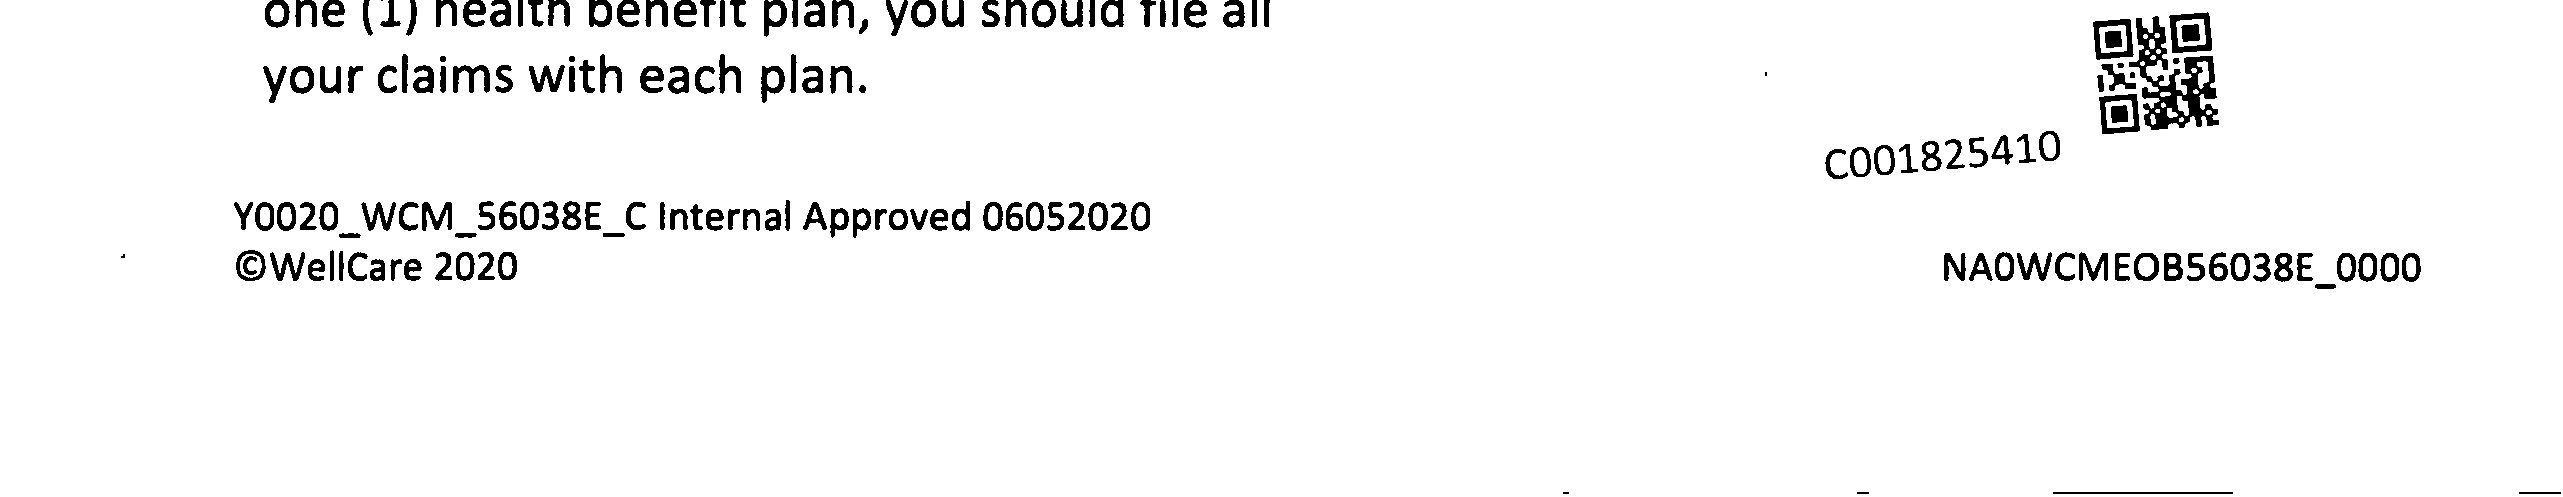 one (1) health benefit plan, you should file all
your claims with each plan.
C001825410
Y0020_WCM_56038E_C Internal Approved 06052020
©WellCare 2020
NA0WCMEOB56038E_0000